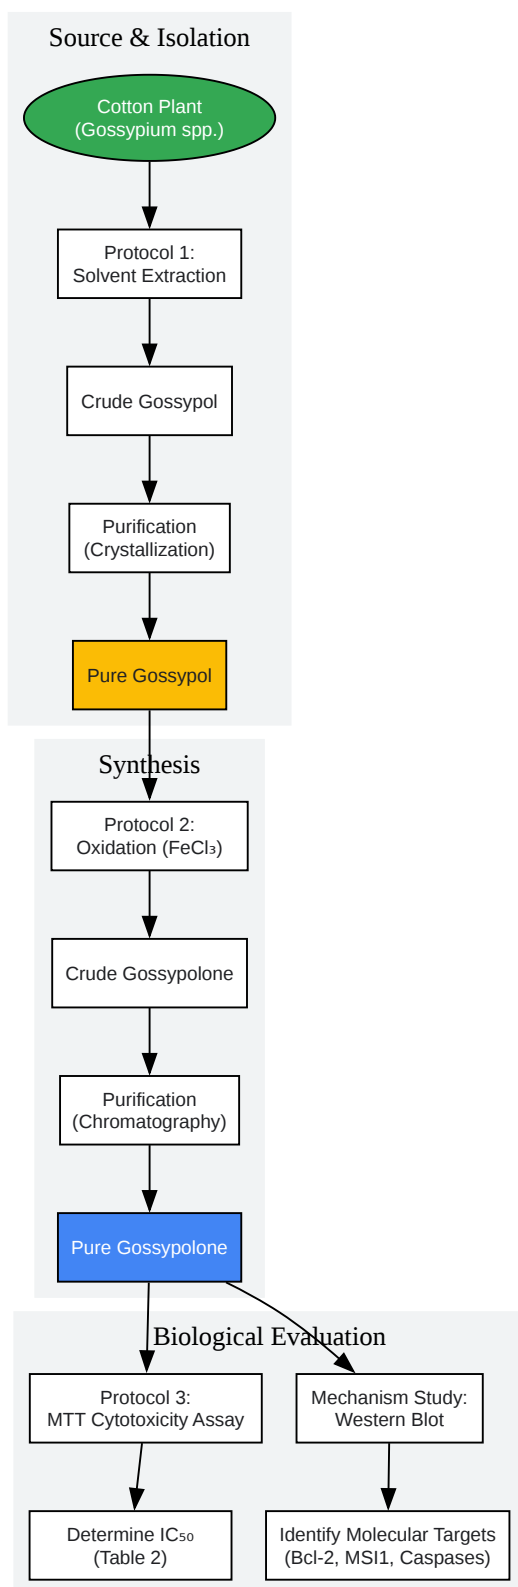 Source & Isolation
Cotton Plant
(Gossypium spp.)
Protocol 1:
Solvent Extraction
Crude Gossypol
Purification
(Crystallization)
Pure Gossypol
Synthesis
Protocol 2:
Oxidation (FeCl₃)
Crude Gossypolone
Purification
(Chromatography)
Pure Gossypolone
Biological Evaluation
Protocol 3:
MTT Cytotoxicity Assay
Mechanism Study:
Western Blot
Determine IC₅₀
(Table 2)
Identify Molecular Targets
(Bcl-2, MSI1, Caspases)